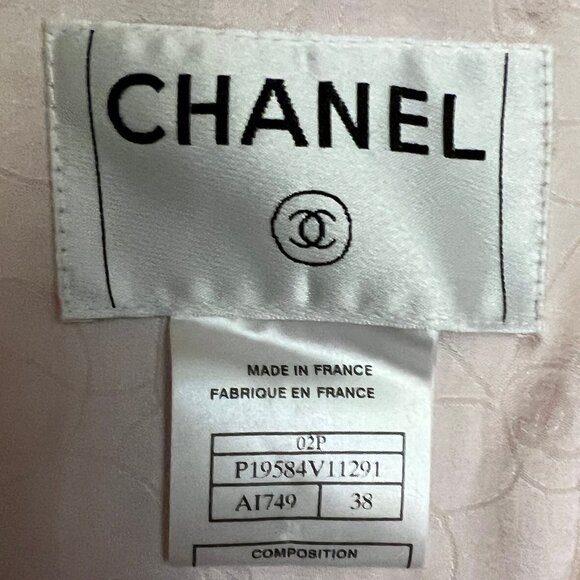 CHANEL
MADE IN FRANCE
FABRIQUE EN FRANCE
02P
P19584V11291
AI749 38
COMPOSITION